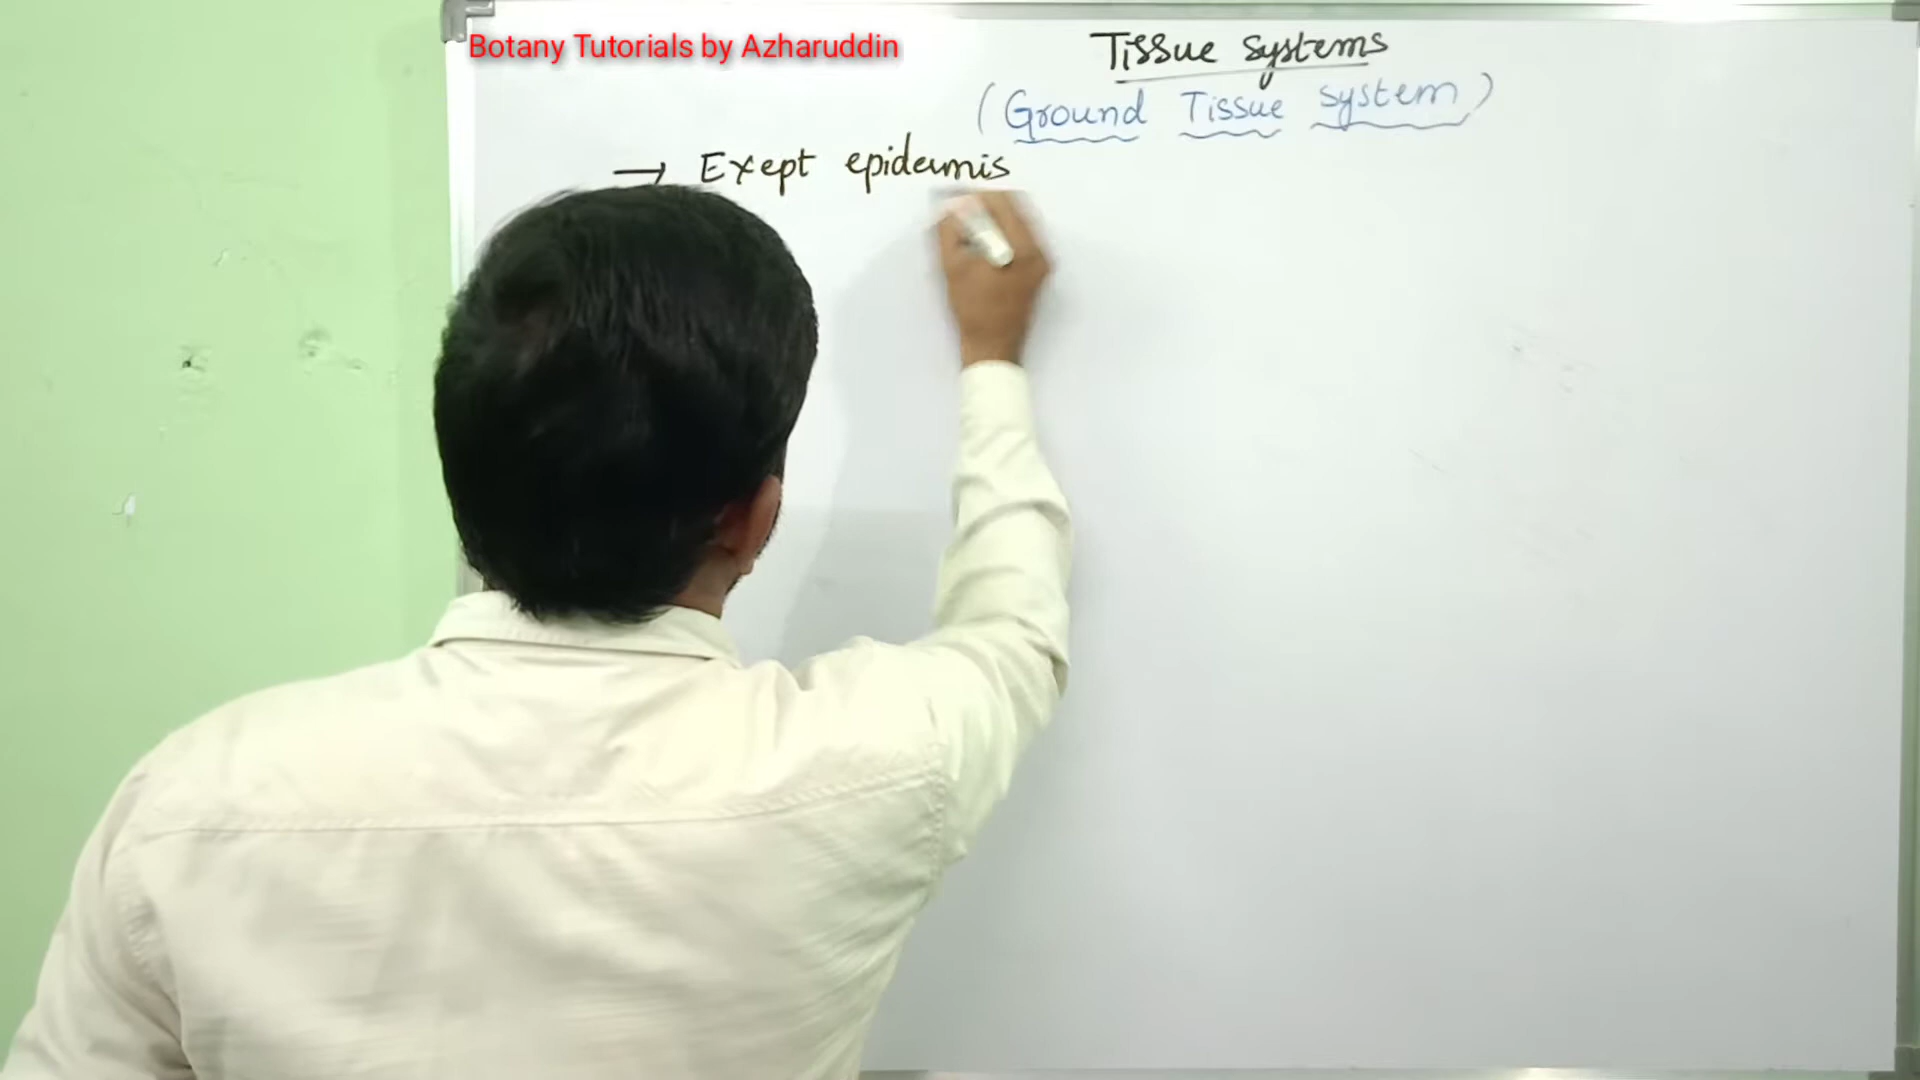 Botany Tutorials by Azharuddin
Tissue Systems
(Ground Tissue system)
→ Exept epidermis